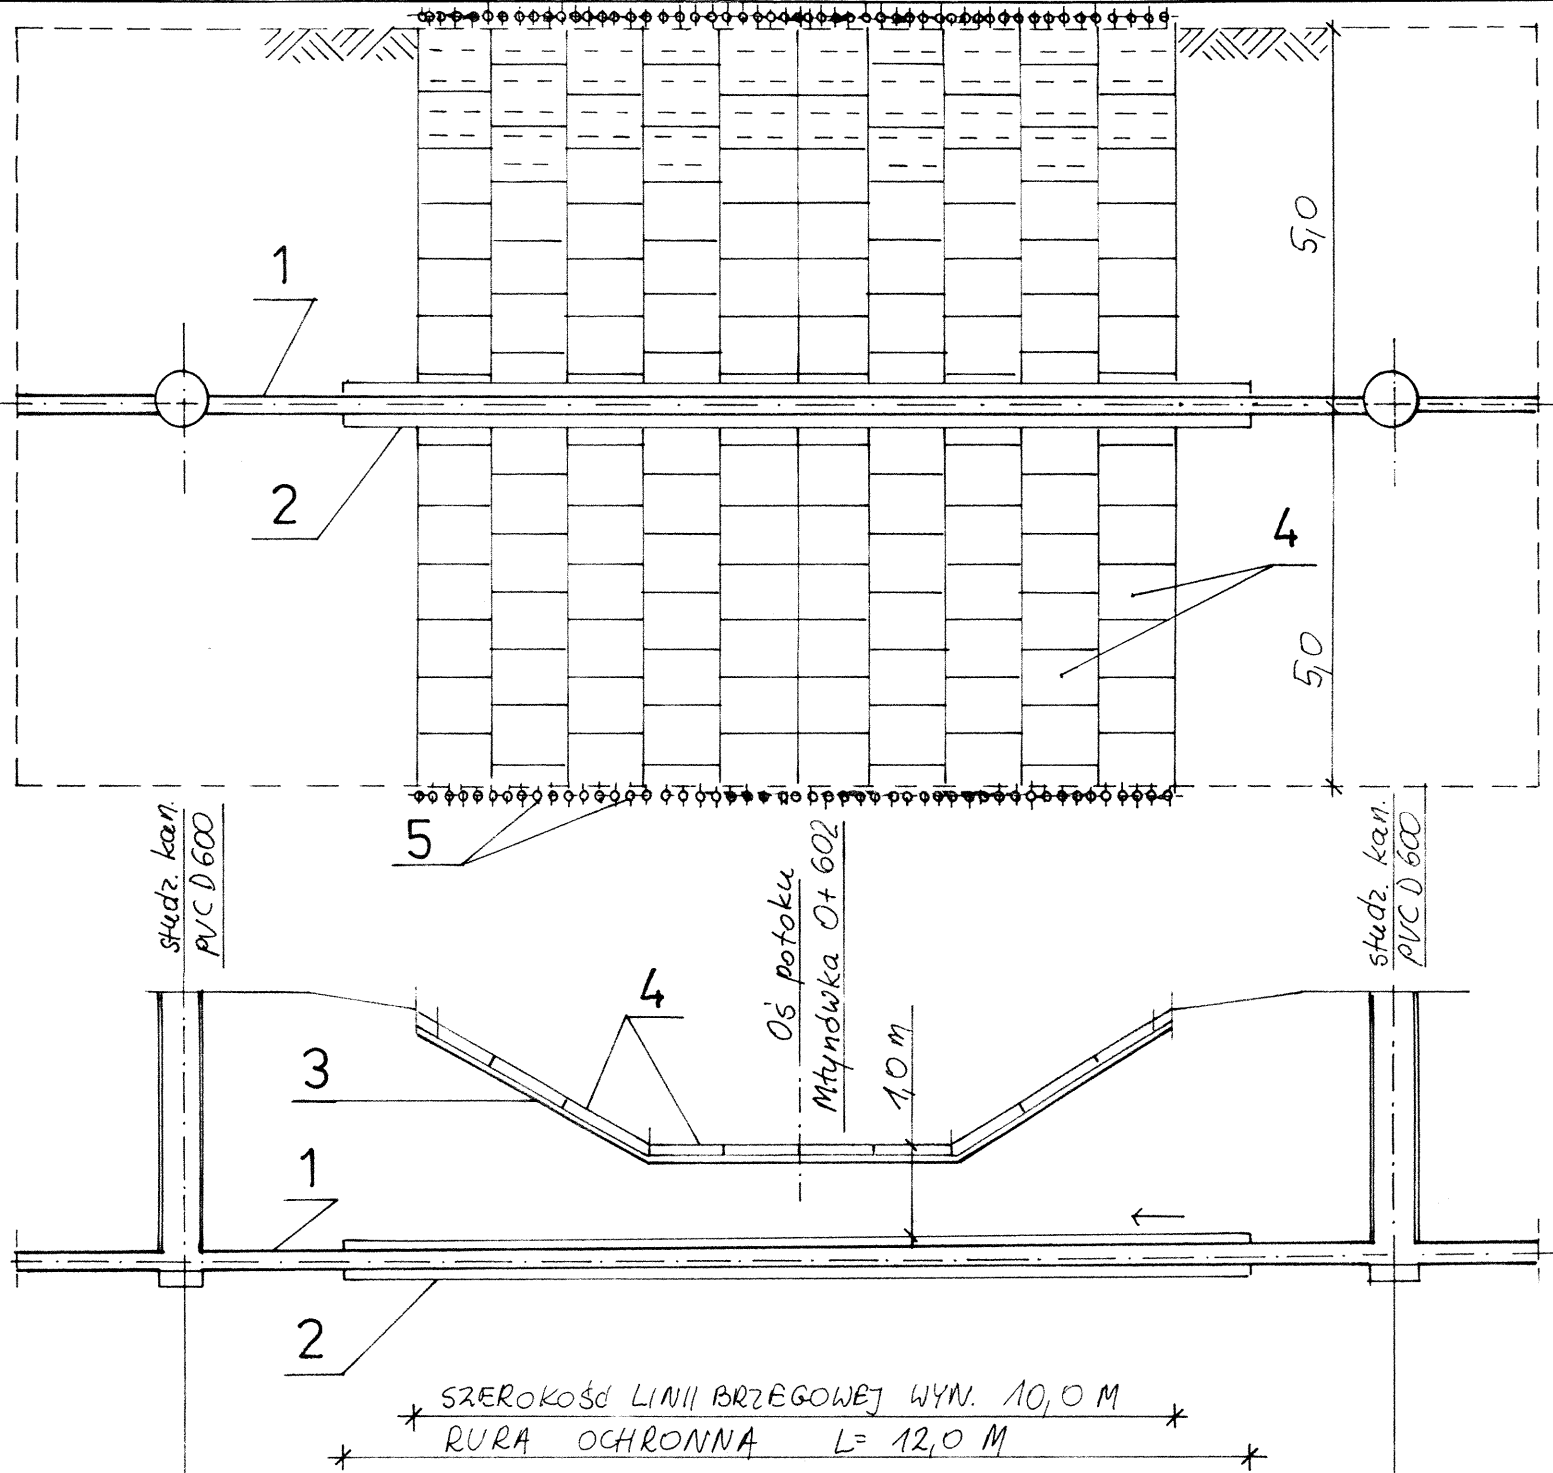 1
5,0
2
4
5,0
5
studz. kan.
PVC D 600
Oś potoku
Młynówka 0+602
studz. kan.
PVC D 600
4
3
1,0 m
1
2
SZEROKOŚĆ LINII BRZEGOWEJ WYN. 10,0 M
RURA OCHRONNA L= 12,0 M